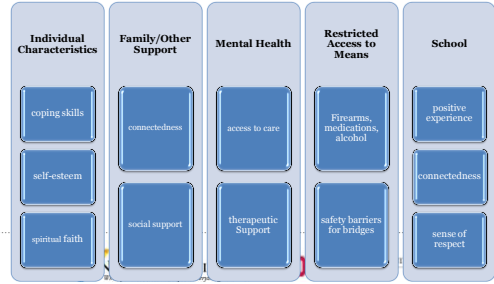 Individual
Characteristics
coping skills
self-esteem
spiritual faith
Family/Other
Support
connectedness
social support
Mental Health
access to care
therapeutic
Support
Restricted
Access to
Means
Firearms,
medications,
alcohol
safety barriers
for bridges
School
positive
experience
connectedness
sense of
respect